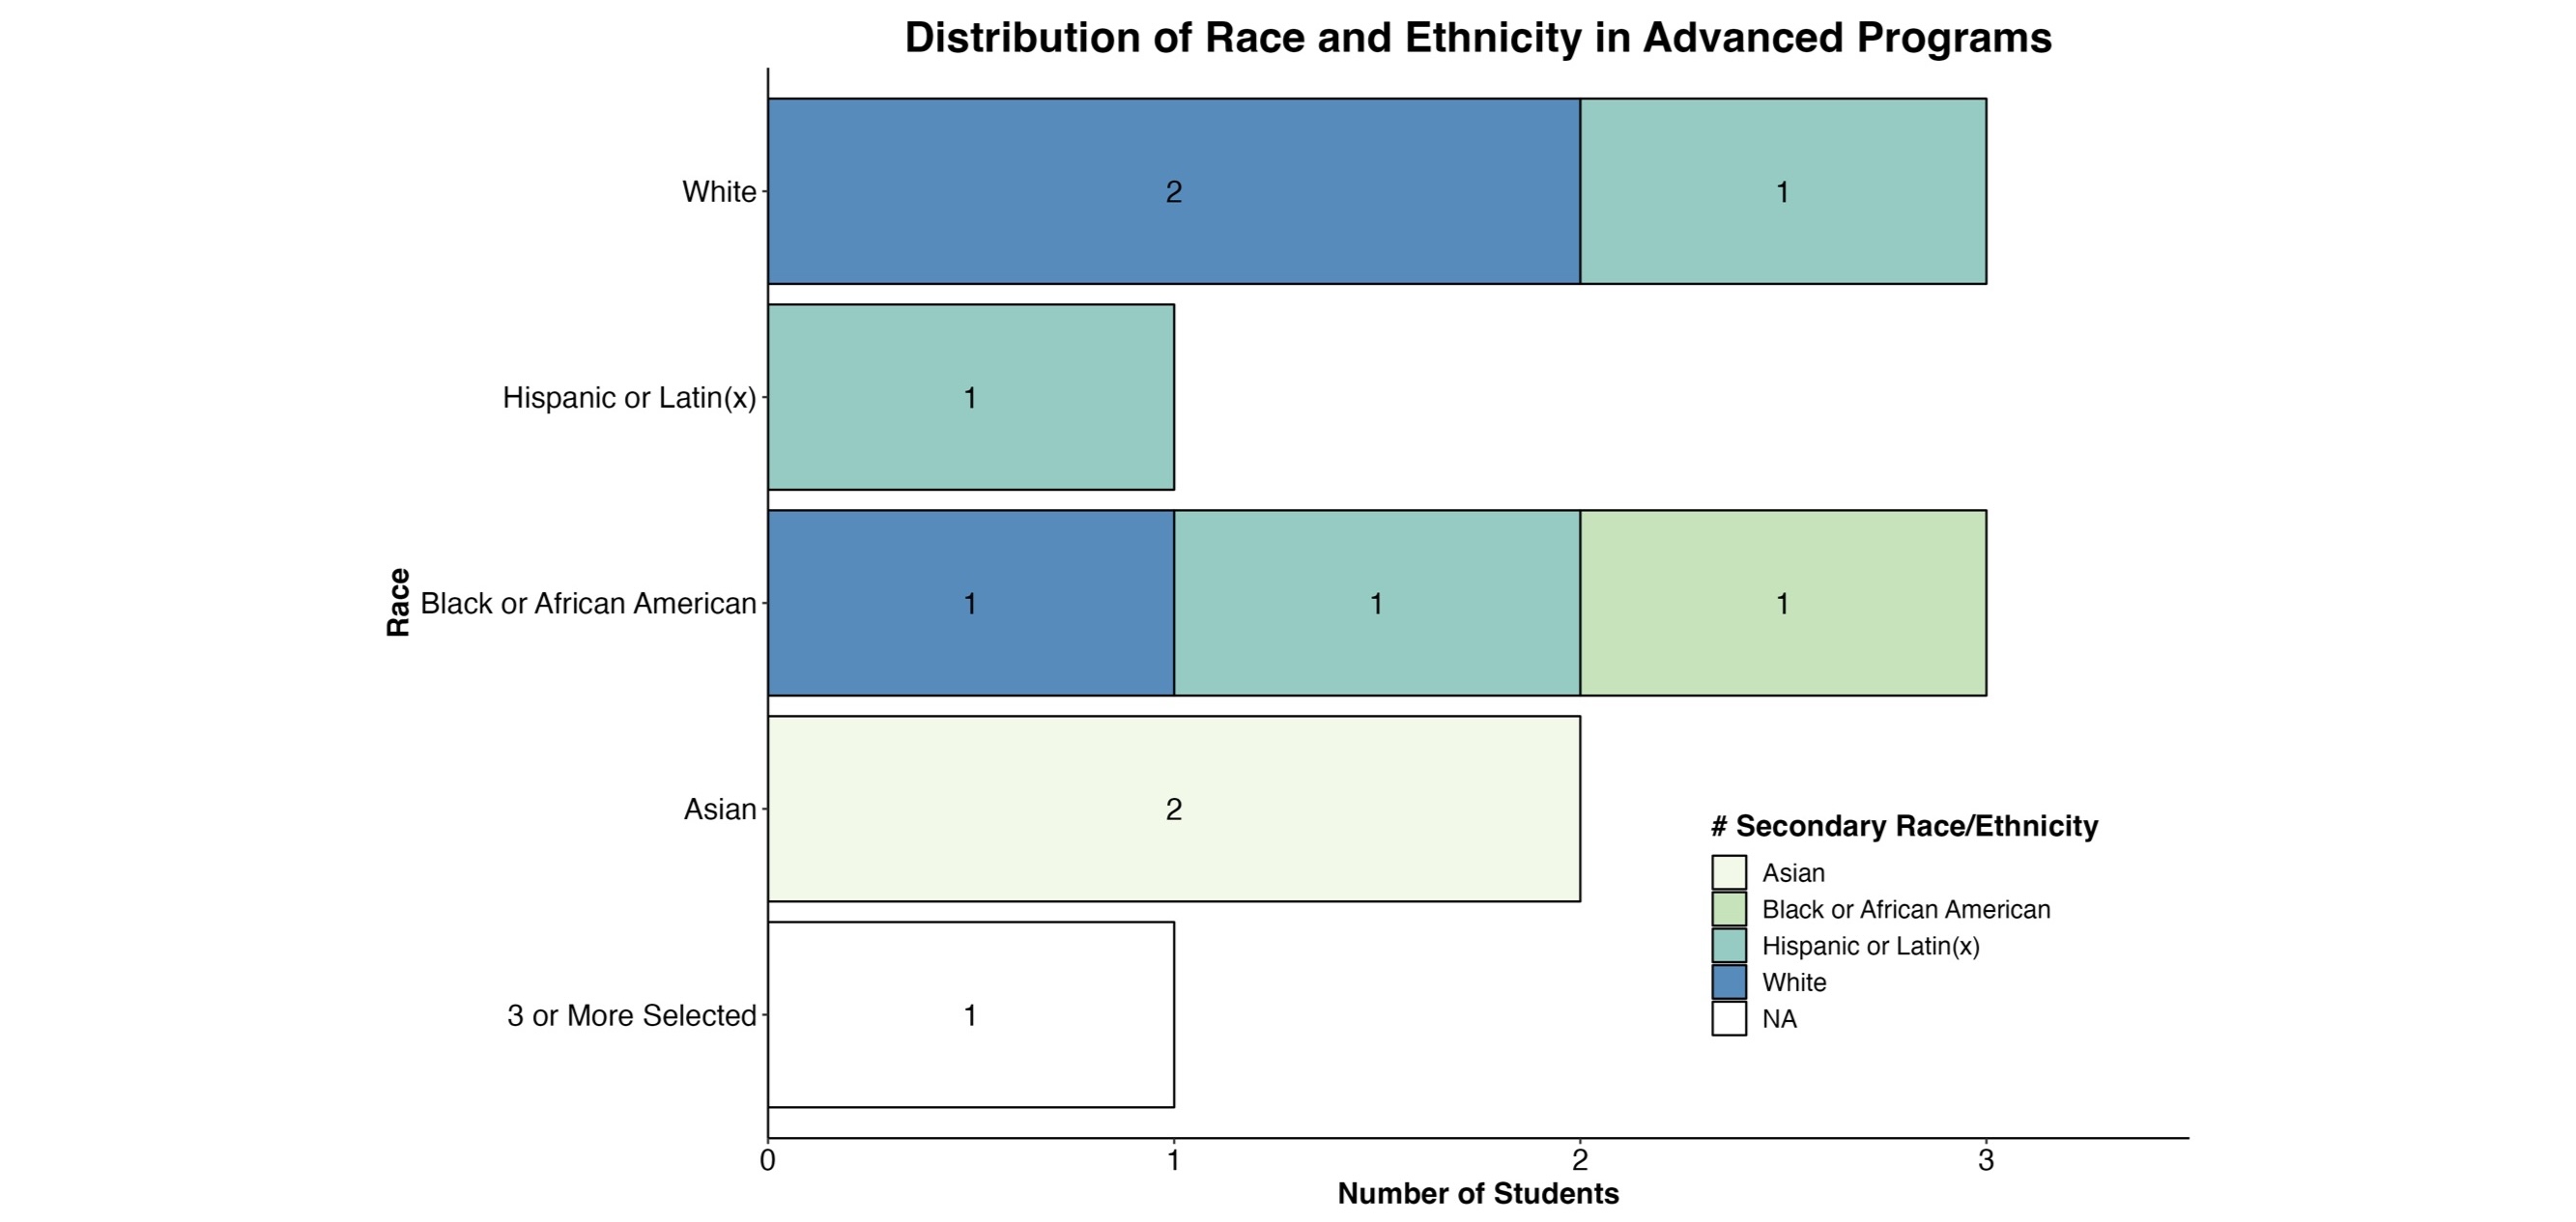 Distribution of Race and Ethnicity in Advanced Programs
White
2
1
Hispanic or Latin(x)
1
Race
Black or African American
1
1
1
Asian
2
3 or More Selected
1
# Secondary Race/Ethnicity
Asian
Black or African American
Hispanic or Latin(x)
White
NA
0
1
2
3
Number of Students